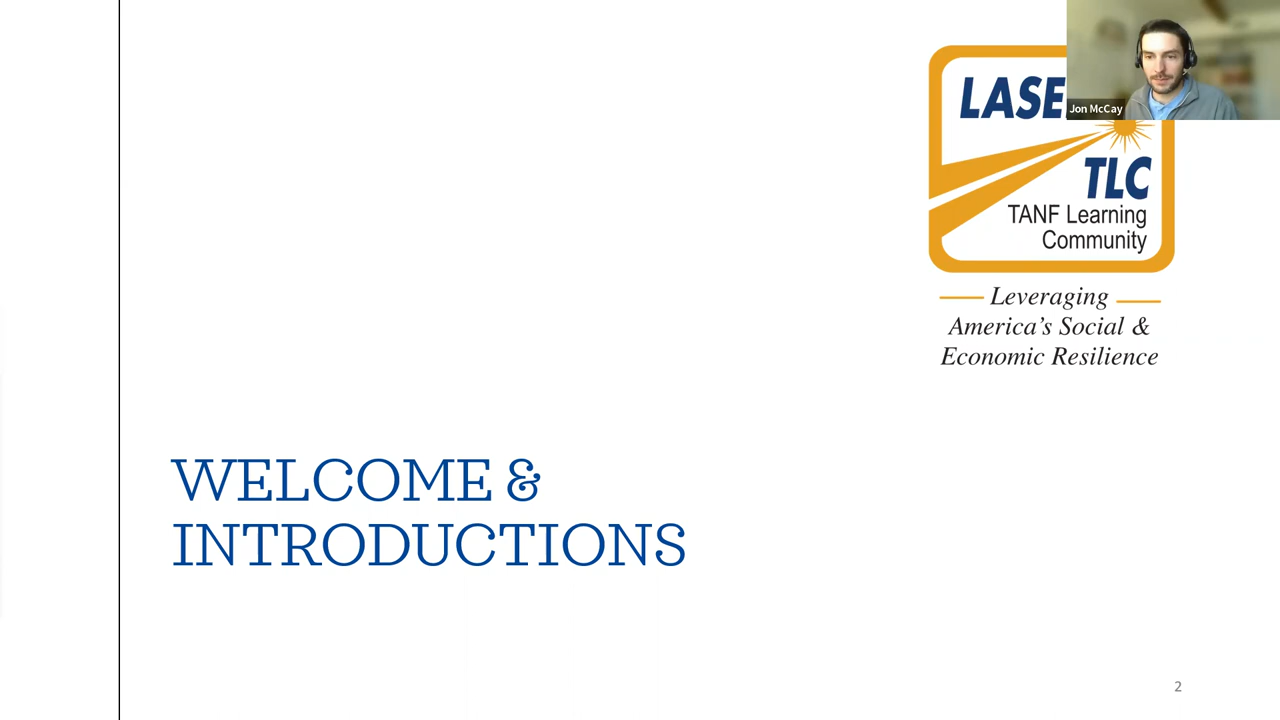 LASE
Jon McCay
TLC
TANF Learning
Community
Leveraging
America's Social &
Economic Resilience
WELCOME &
INTRODUCTIONS
2